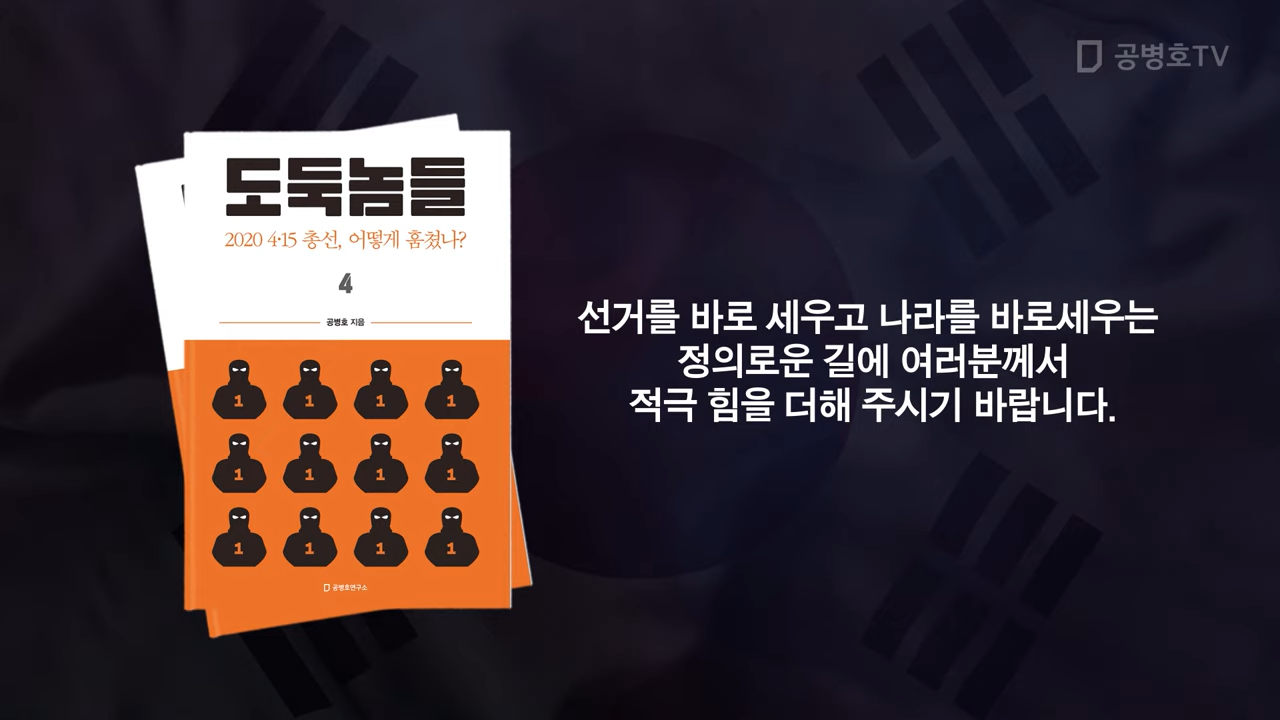 공병호TV
도둑놈들
2020 4·15 총선, 어떻게 훔쳤나?
4
공병호 지음
1 1 1 1
1 1 1 1
1 1 1 1
공병호연구소
선거를 바로 세우고 나라를 바로세우는
정의로운 길에 여러분께서
적극 힘을 더해 주시기 바랍니다.